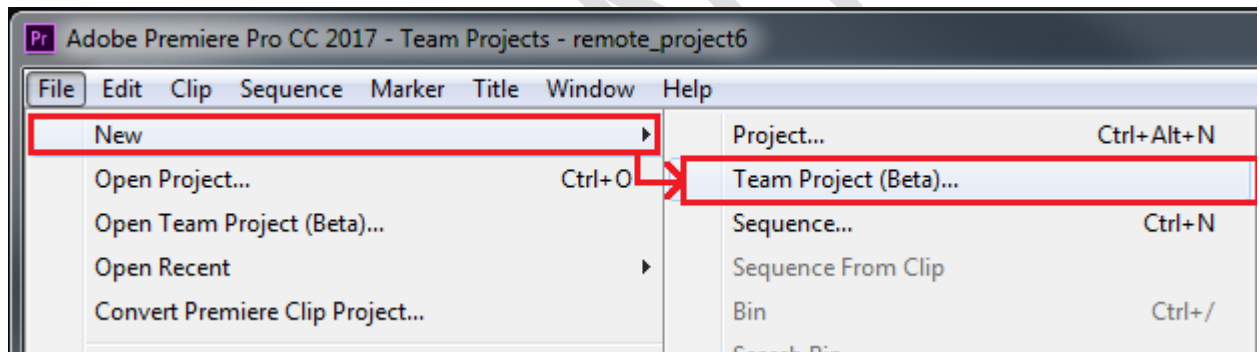 Pr Adobe Premiere Pro CC 2017 - Team Projects - remote_project6
File Edit Clip Sequence Marker Title Window Help
New
Open Project... Ctrl+O
Open Team Project (Beta)...
Open Recent
Convert Premiere Clip Project...
Project... Ctrl+Alt+N
Team Project (Beta)...
Sequence... Ctrl+N
Sequence From Clip
Bin Ctrl+/